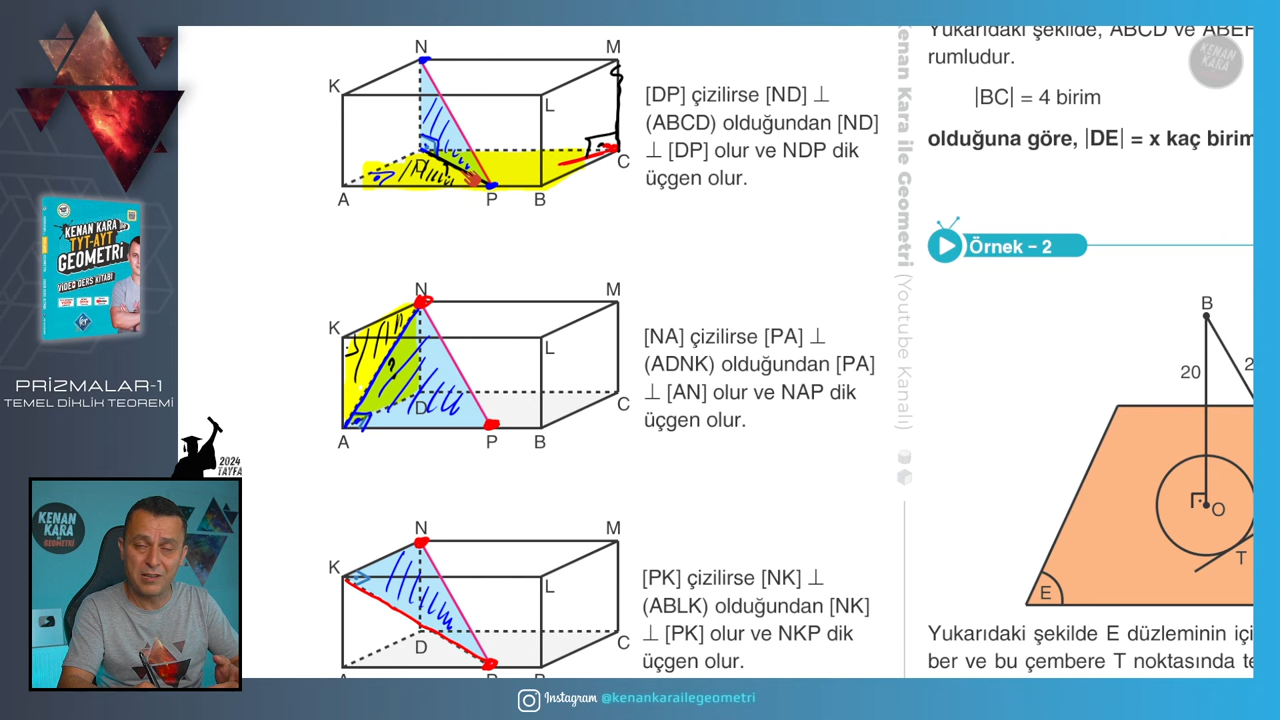 KENAN KARA
TYT-AYT
GEOMETRİ
VİDEO DERS KİTABI
PRİZMALAR-1
TEMEL DİKLİK TEOREMİ
2024
TAYFA
KENAN
KARA
GEOMETRİ
N
M
K
L
C
A
P
B
[DP] çizilirse [ND] ⊥
(ABCD) olduğundan [ND]
⊥ [DP] olur ve NDP dik
üçgen olur.
N
M
K
L
D
C
A
P
B
[NA] çizilirse [PA] ⊥
(ADNK) olduğundan [PA]
⊥ [AN] olur ve NAP dik
üçgen olur.
N
M
K
L
D
C
[PK] çizilirse [NK] ⊥
(ABLK) olduğundan [NK]
⊥ [PK] olur ve NKP dik
üçgen olur.
Kenan Kara ile Geometri (Youtube Kanalı)
Yukarıdaki şekilde, ABCD ve ABEF
rumludur.
|BC| = 4 birim
olduğuna göre, |DE| = x kaç birim
KENAN
KARA
Örnek – 2
B
20
2
O
T
E
Yukarıdaki şekilde E düzleminin içi
ber ve bu çembere T noktasında te
Instagram @kenankarailegeometri